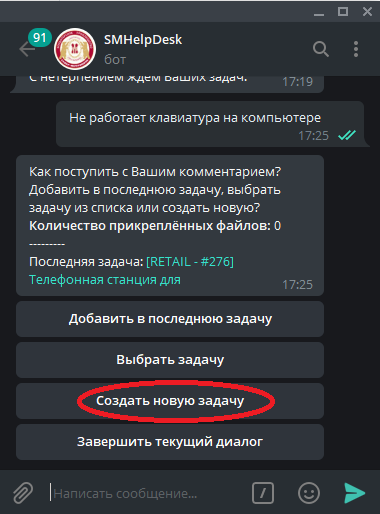 91
SMHelpDesk
бот
С нетерпением ждем Ваших задач.
17:19
Не работает клавиатура на компьютере
17:25
Как поступить с Вашим комментарием?
Добавить в последнюю задачу, выбрать
задачу из списка или создать новую?
Количество прикреплённых файлов: 0
---------
Последняя задача: [RETAIL - #276]
Телефонная станция для
17:25
Добавить в последнюю задачу
Выбрать задачу
Создать новую задачу
Завершить текущий диалог
Написать сообщение...